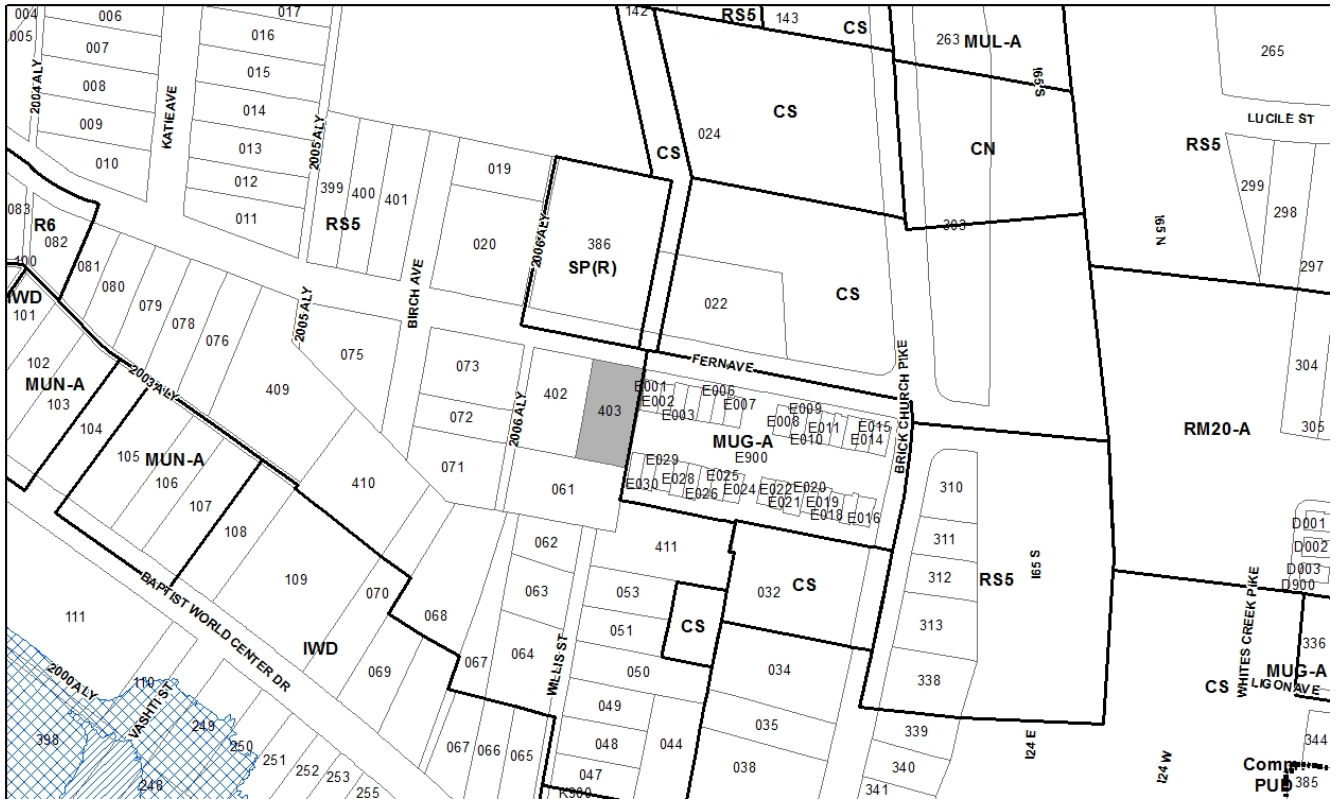 004
006
017
142
RS5
143
CS
005
007
016
263
MUL-A
265
008
015
2004 ALY
KATIE AVE
I65 S
009
014
CS
LUCILE ST
010
013
2005 ALY
024
CN
RS5
012
399
400
401
019
CS
299
298
011
RS5
083
R6
082
020
2006 ALY
386
SP(R)
303
I65 N
297
100
081
080
IWD
101
079
078
076
2005 ALY
BIRCH AVE
022
CS
102
MUN-A
103
2003 ALY
409
075
073
402
403
FERN AVE
BRICK CHURCH PIKE
304
305
RM20-A
104
072
2006 ALY
E001
E002
E003
E006
E007
E008
E009
E010
E011
E014
E015
MUG-A
E900
105
MUN-A
106
107
108
410
071
061
E029
E030
E028
E026
E025
E024
E022
E021
E020
E019
E018
E016
310
311
312
313
338
RS5
I65 S
D001
D002
D003
D900
109
070
068
062
063
064
411
053
051
050
CS
032
CS
BAPTIST WORLD CENTER DR
111
IWD
069
067
WILLIS ST
034
WHITES CREEK PIKE
336
MUG-A
CS
LIGON AVE
2000 ALY
110
VASHTI ST
249
398
248
250
251
252
253
255
067
066
065
049
048
047
044
035
038
339
340
341
I24 E
I24 W
344
Comm.
PUD
385
K900